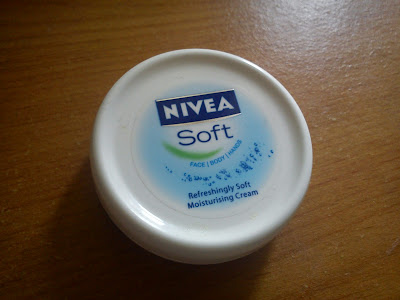 NIVEA
Soft
FACE | BODY | HANDS
Refreshingly Soft
Moisturising Cream